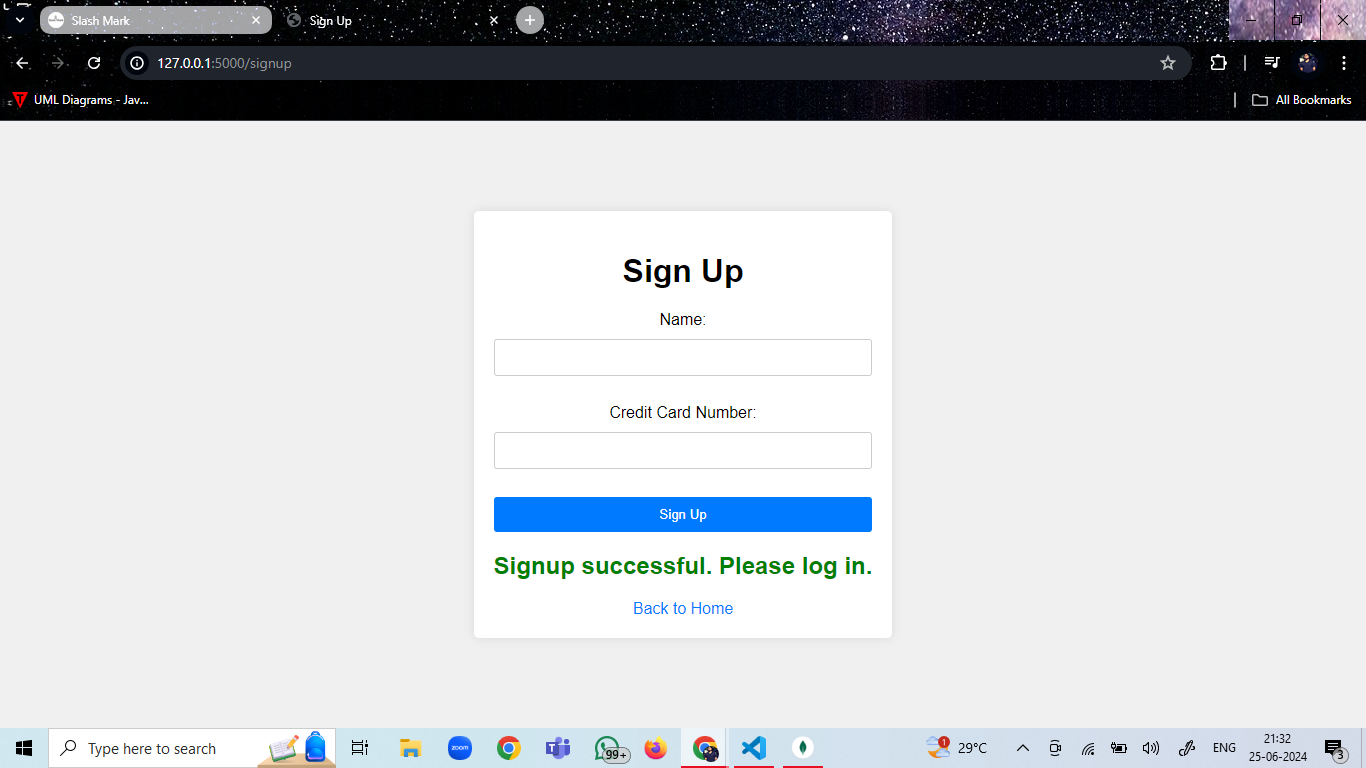 Slash Mark
Sign Up
127.0.0.1:5000/signup
UML Diagrams - Jav...
All Bookmarks
Sign Up
Name:
Credit Card Number:
Sign Up
Signup successful. Please log in.
Back to Home
Type here to search
zoom
99+
1
29°C
ENG
21:32
25-06-2024
3